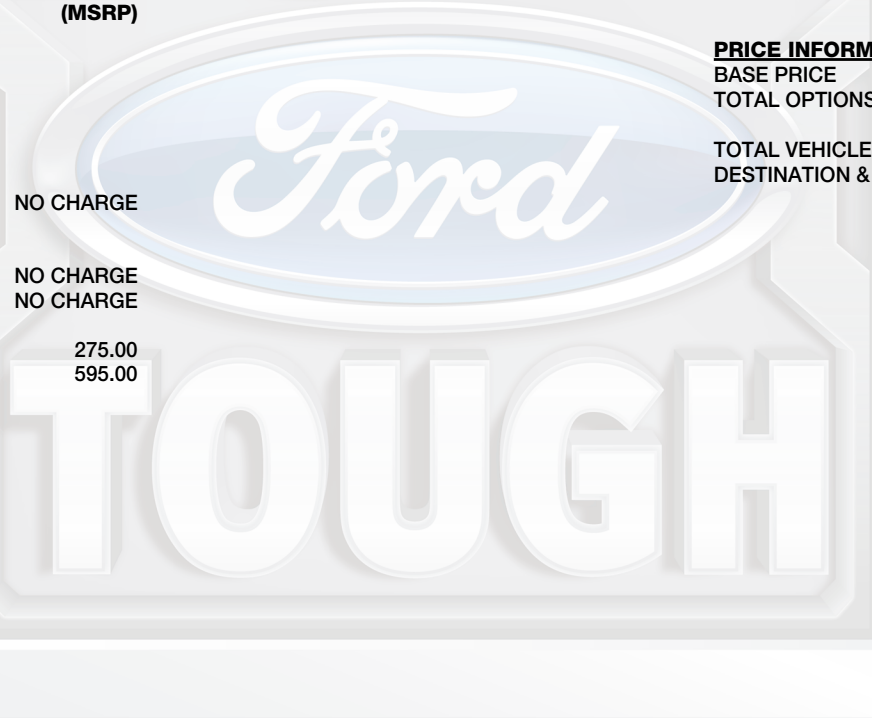 (MSRP)
PRICE INFORM
BASE PRICE
TOTAL OPTIONS
TOTAL VEHICLE
DESTINATION &
NO CHARGE
NO CHARGE
NO CHARGE
275.00
595.00
Ford
TOUGH